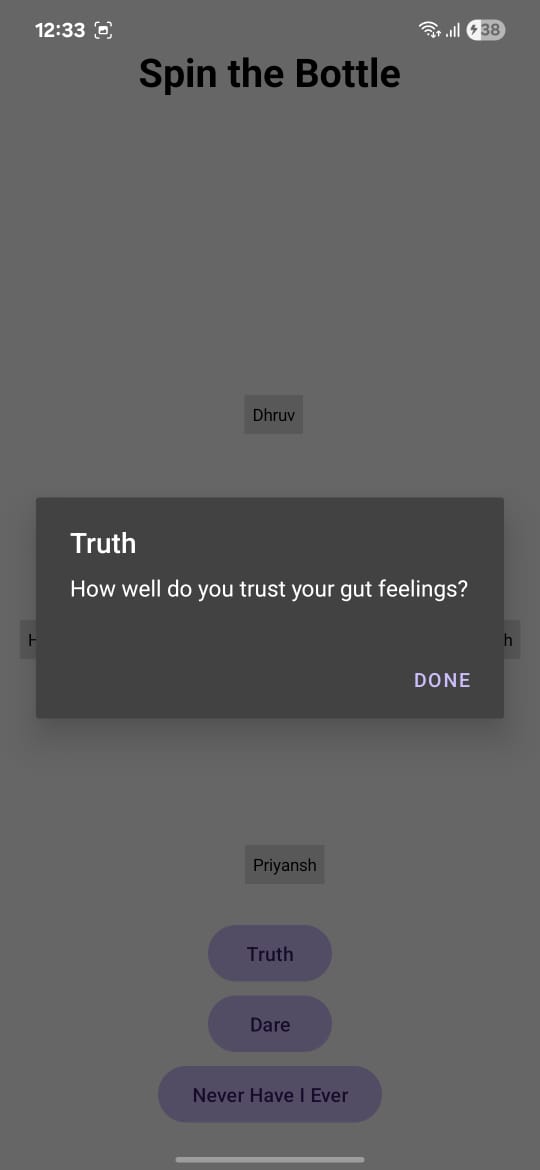 12:33
38
Spin the Bottle
Dhruv
Truth
How well do you trust your gut feelings?
H
h
DONE
Priyansh
Truth
Dare
Never Have I Ever